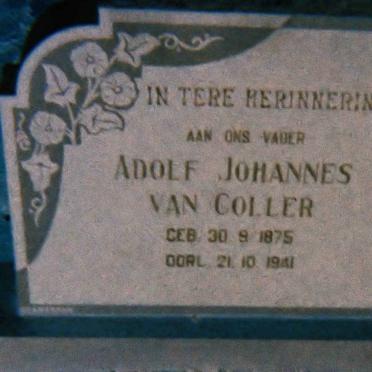 IN TERE HERINNERIN
AAN ONS VADER
ADOLF JOHANNES
VAN COLLER
GEB. 30. 9. 1875
OORL. 21. 10. 1941